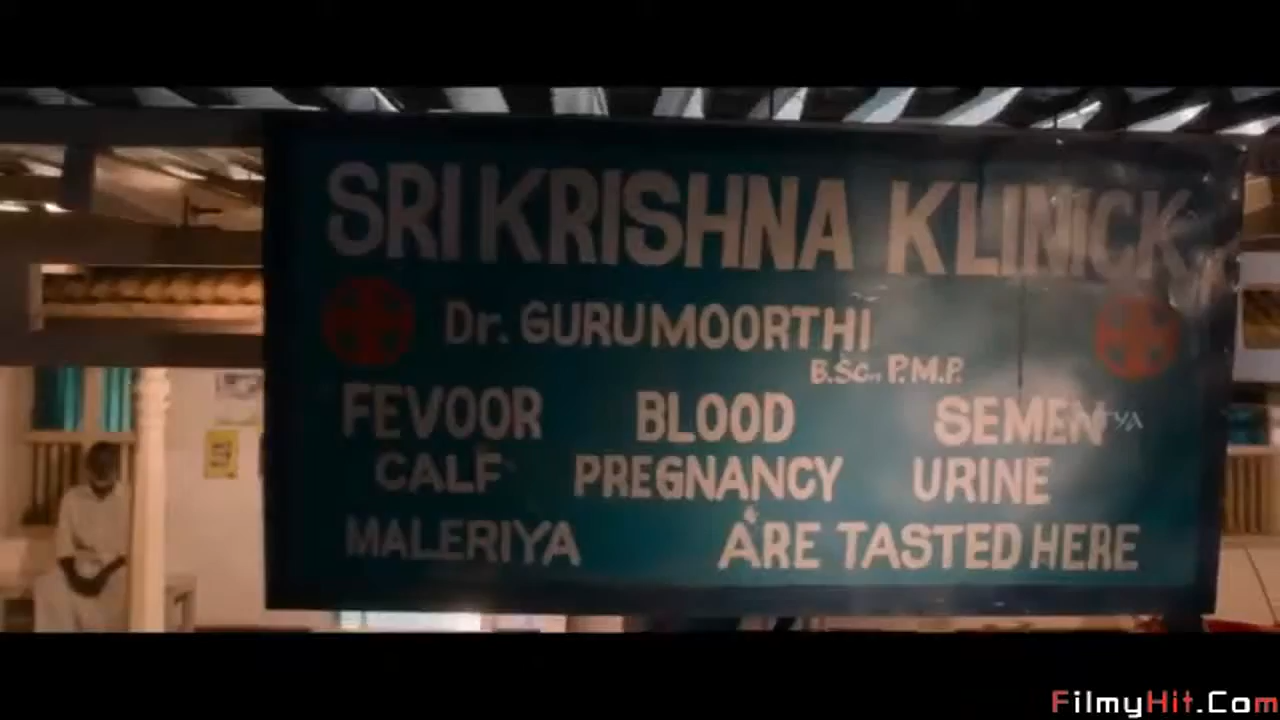 SRI KRISHNA KLINICK
Dr. GURUMOORTHI
B.Sc., P.M.P.
FEVOOR BLOOD SEMEN
CALF PREGNANCY URINE
MALERIYA ARE TASTED HERE
FilmyHit.Com